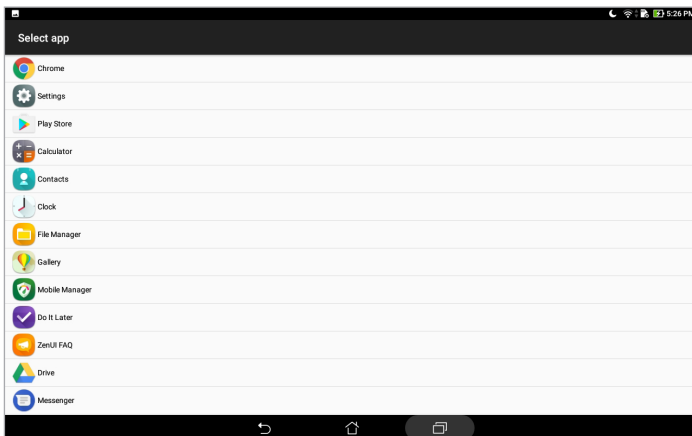 5:26 PM
Select app
Chrome
Settings
Play Store
Calculator
Contacts
Clock
File Manager
Gallery
Mobile Manager
Do It Later
ZenUI FAQ
Drive
Messenger